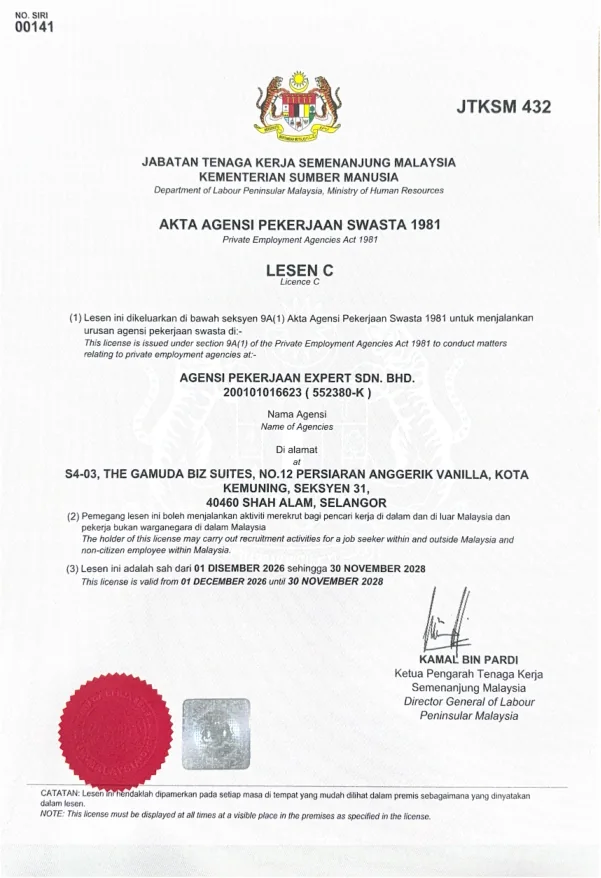 NO. SIRI
00141
JTKSM 432
JABATAN TENAGA KERJA SEMENANJUNG MALAYSIA
KEMENTERIAN SUMBER MANUSIA
Department of Labour Peninsular Malaysia, Ministry of Human Resources
AKTA AGENSI PEKERJAAN SWASTA 1981
Private Employment Agencies Act 1981
LESEN C
Licence C
(1) Lesen ini dikeluarkan di bawah seksyen 9A(1) Akta Agensi Pekerjaan Swasta 1981 untuk menjalankan
urusan agensi pekerjaan swasta di:-
This license is issued under section 9A(1) of the Private Employment Agencies Act 1981 to conduct matters
relating to private employment agencies at:-
AGENSI PEKERJAAN EXPERT SDN. BHD.
200101016623 ( 552380-K )
Nama Agensi
Name of Agencies
Di alamat
at
S4-03, THE GAMUDA BIZ SUITES, NO.12 PERSIARAN ANGGERIK VANILLA, KOTA
KEMUNING, SEKSYEN 31,
40460 SHAH ALAM, SELANGOR
(2) Pemegang lesen ini boleh menjalankan aktiviti merekrut bagi pencari kerja di dalam dan di luar Malaysia dan
pekerja bukan warganegara di dalam Malaysia
The holder of this license may carry out recruitment activities for a job seeker within and outside Malaysia and
non-citizen employee within Malaysia.
(3) Lesen ini adalah sah dari 01 DISEMBER 2026 sehingga 30 NOVEMBER 2028
This license is valid from 01 DECEMBER 2026 until 30 NOVEMBER 2028
KAMAL BIN PARDI
Ketua Pengarah Tenaga Kerja
Semenanjung Malaysia
Director General of Labour
Peninsular Malaysia
CATATAN: Lesen ini hendaklah dipamerkan pada setiap masa di tempat yang mudah dilihat dalam premis sebagaimana yang dinyatakan
dalam lesen.
NOTE: This license must be displayed at all times at a visible place in the premises as specified in the license.